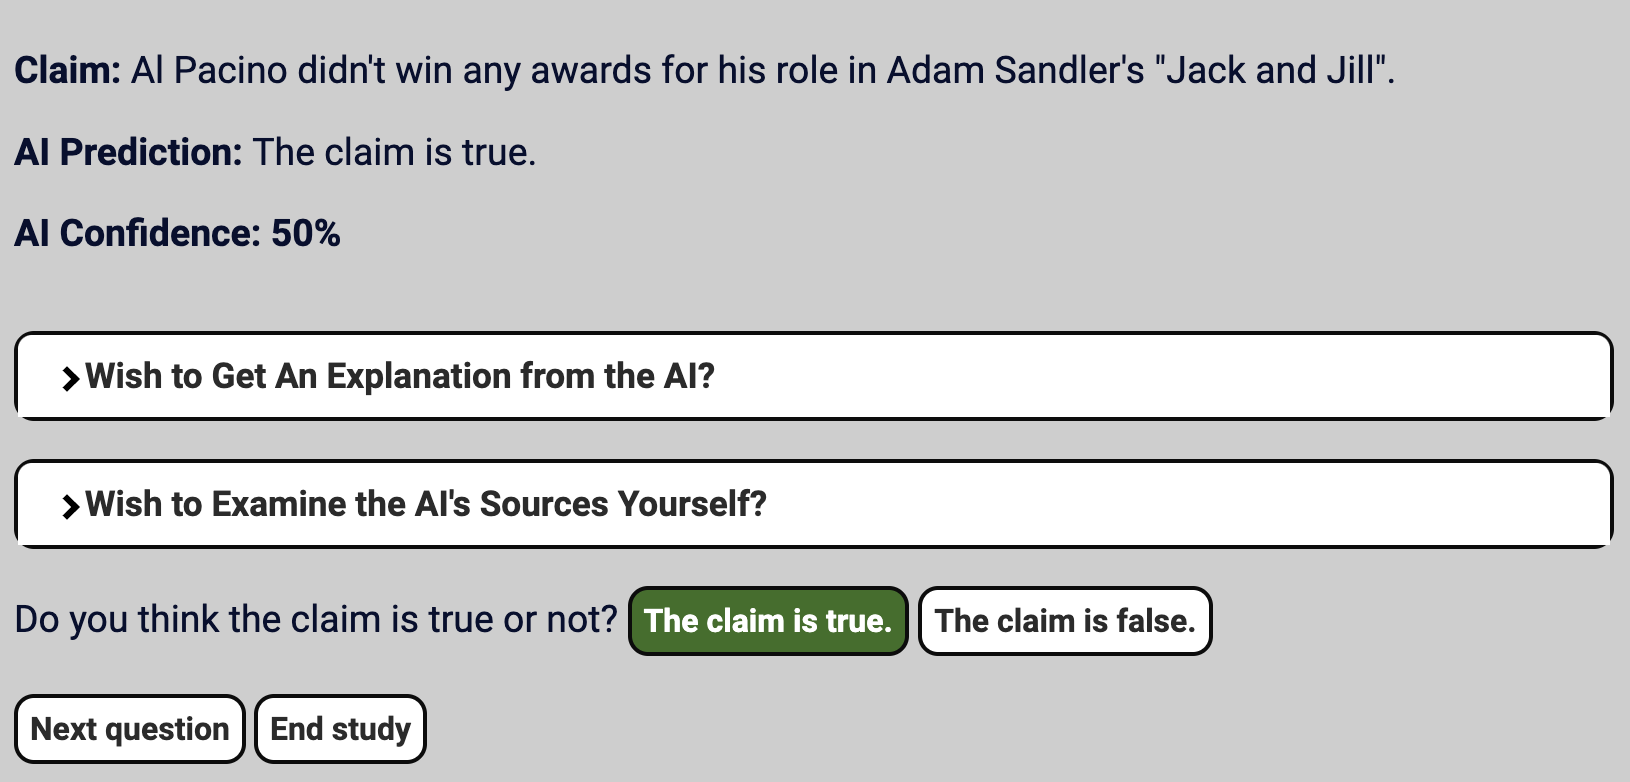 Claim: Al Pacino didn't win any awards for his role in Adam Sandler's "Jack and Jill".
AI Prediction: The claim is true.
AI Confidence: 50%
Wish to Get An Explanation from the AI?
Wish to Examine the AI's Sources Yourself?
Do you think the claim is true or not? The claim is true. The claim is false.
Next question End study